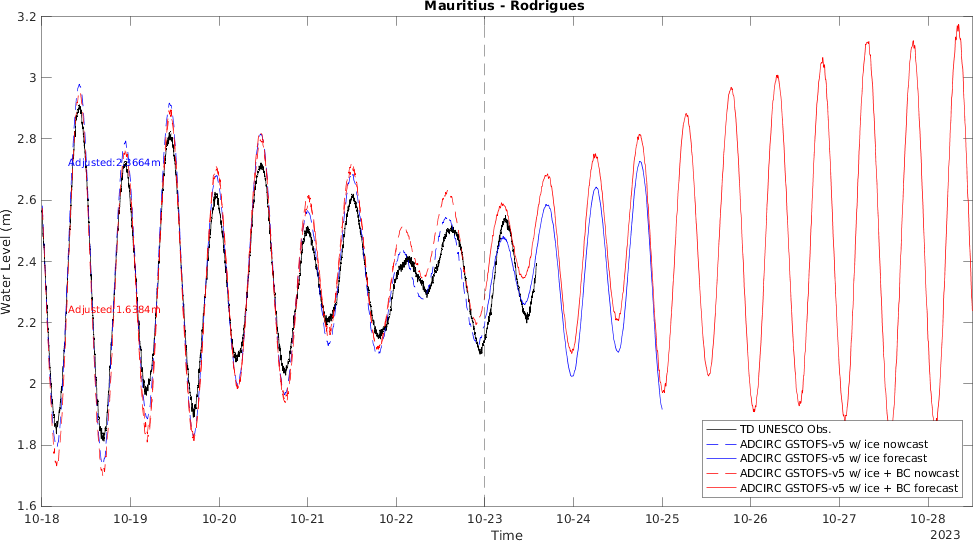 Mauritius - Rodrigues
3.2
3
2.8
2.6
2.4
2.2
2
1.8
1.6
Water Level (m)
Adjusted:1.6384m
TD UNESCO Obs.
ADCIRC GSTOFS-v5 w/ ice nowcast
ADCIRC GSTOFS-v5 w/ ice forecast
ADCIRC GSTOFS-v5 w/ ice + BC nowcast
ADCIRC GSTOFS-v5 w/ ice + BC forecast
10-18 10-19 10-20 10-21 10-22 10-23 10-24 10-25 10-26 10-27 10-28
Time
2023